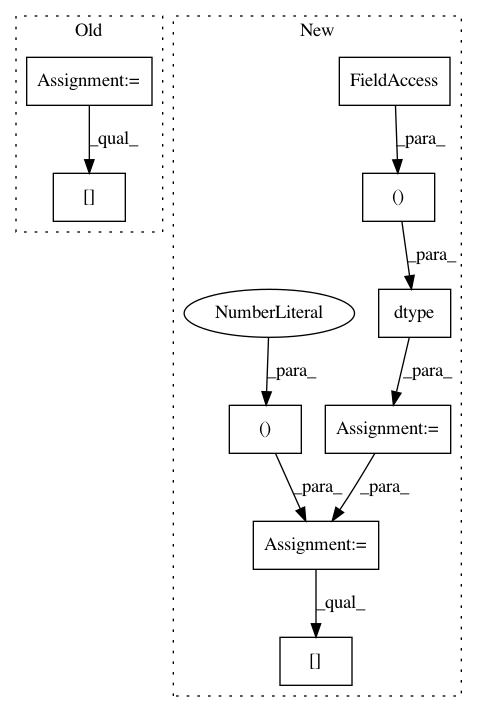 Old
New
Assignment:=
FieldAccess
_qual_
_para_
[]
()
_para_
NumberLiteral
dtype
_para_
_para_
()
Assignment:=
_para_
_para_
Assignment:=
_qual_
[]